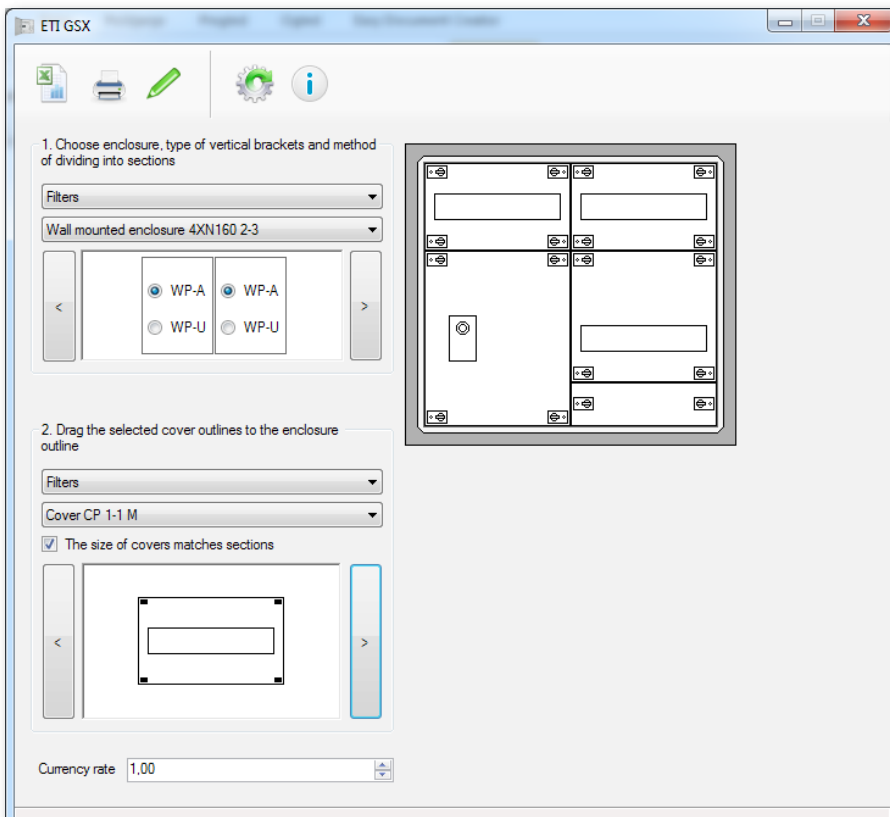 ETI GSX
1. Choose enclosure, type of vertical brackets and method
of dividing into sections
Filters
Wall mounted enclosure 4XN160 2-3
<
WP-A
WP-A
WP-U
WP-U
>
2. Drag the selected cover outlines to the enclosure
outline
Filters
Cover CP 1-1 M
The size of covers matches sections
<
>
Currency rate 1,00